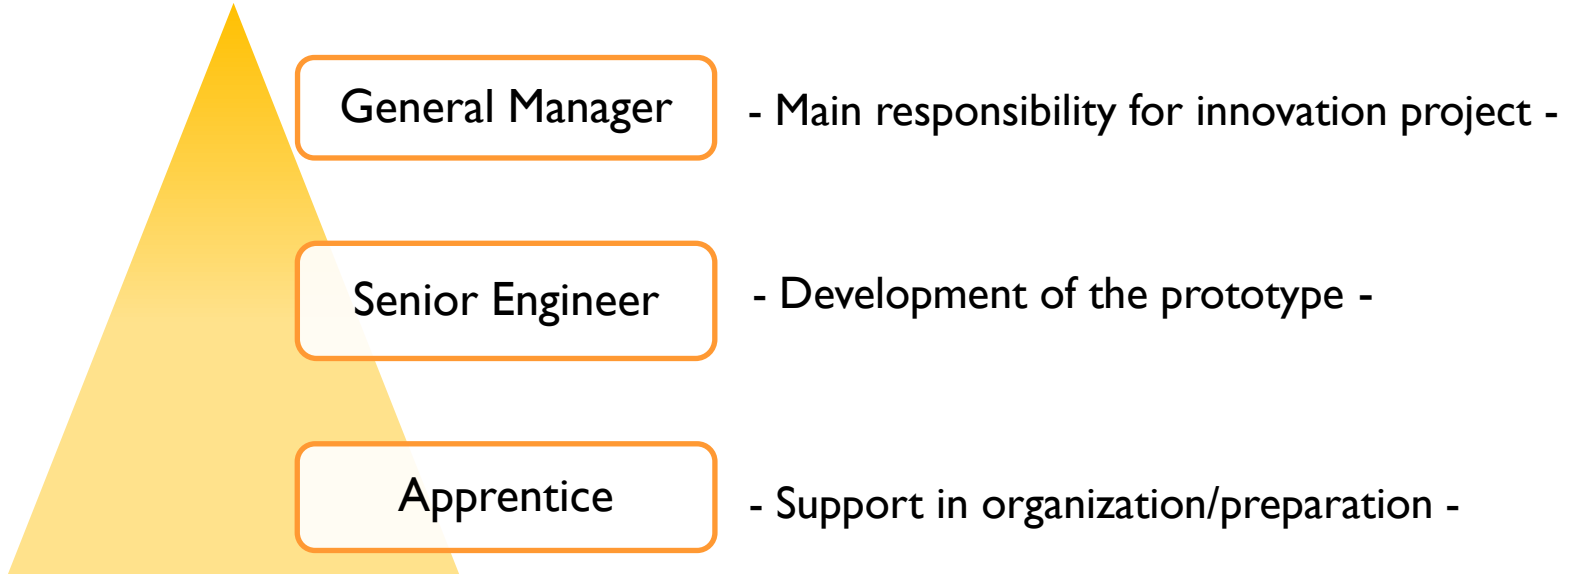 General Manager
- Main responsibility for innovation project -
Senior Engineer
- Development of the prototype -
Apprentice
- Support in organization/preparation -